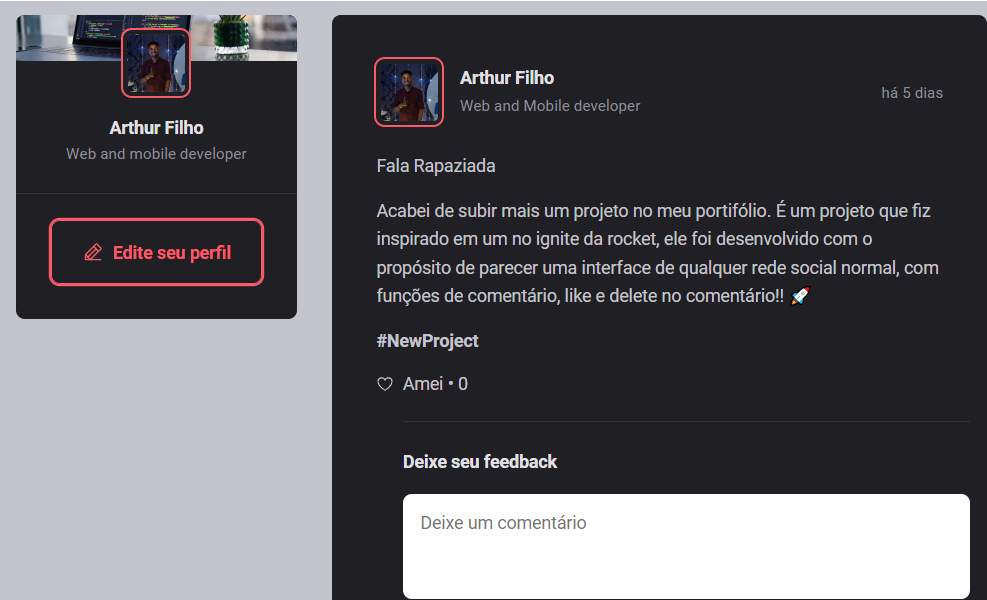 Arthur Filho
Web and mobile developer
Edite seu perfil
Arthur Filho
Web and Mobile developer
há 5 dias
Fala Rapaziada
Acabei de subir mais um projeto no meu portifólio. É um projeto que fiz
inspirado em um no ignite da rocket, ele foi desenvolvido com o
propósito de parecer uma interface de qualquer rede social normal, com
funções de comentário, like e delete no comentário!! 🚀
#NewProject
Amei • 0
Deixe seu feedback
Deixe um comentário